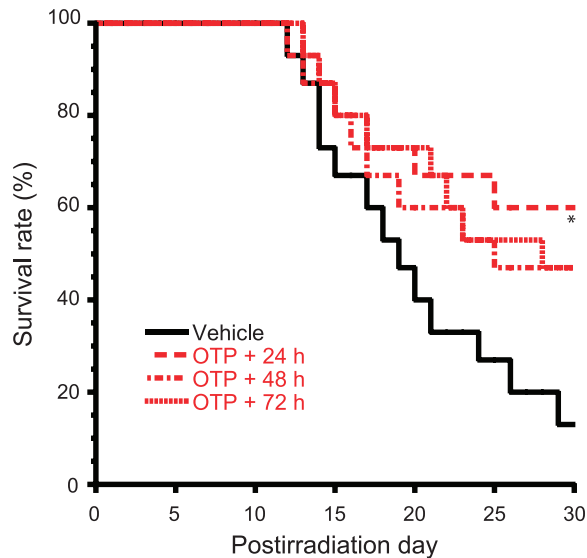 Survival rate (%)
100
80
60
40
20
0
*
Vehicle
OTP + 24 h
OTP + 48 h
OTP + 72 h
0 5 10 15 20 25 30
Postirradiation day